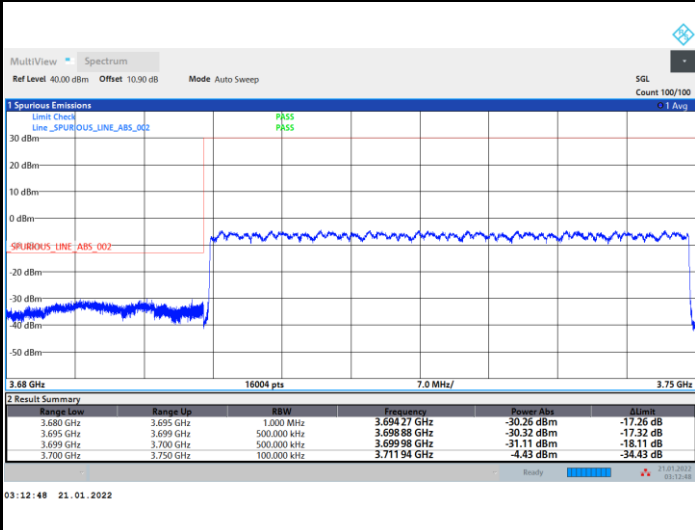 MultiView Spectrum
Ref Level 40.00 dBm Offset 10.90 dB Mode Auto Sweep SGL
Count 100/100
1 Spurious Emissions 1 Avg
Limit Check PASS
Line _SPURIOUS_LINE_ABS_002 PASS
30 dBm
20 dBm
10 dBm
0 dBm
_SPURIOUS_LINE_ABS_002
-20 dBm
-30 dBm
-40 dBm
-50 dBm
3.68 GHz 16004 pts 7.0 MHz/ 3.75 GHz
2 Result Summary
Range Low Range Up RBW Frequency Power Abs ΔLimit
3.680 GHz 3.695 GHz 1.000 MHz 3.694 27 GHz -30.26 dBm -17.26 dB
3.695 GHz 3.699 GHz 500.000 kHz 3.698 88 GHz -30.32 dBm -17.32 dB
3.699 GHz 3.700 GHz 500.000 kHz 3.699 98 GHz -31.11 dBm -18.11 dB
3.700 GHz 3.750 GHz 100.000 kHz 3.711 94 GHz -4.43 dBm -34.43 dB
Ready 21.01.2022
03:12:48
03:12:48 21.01.2022